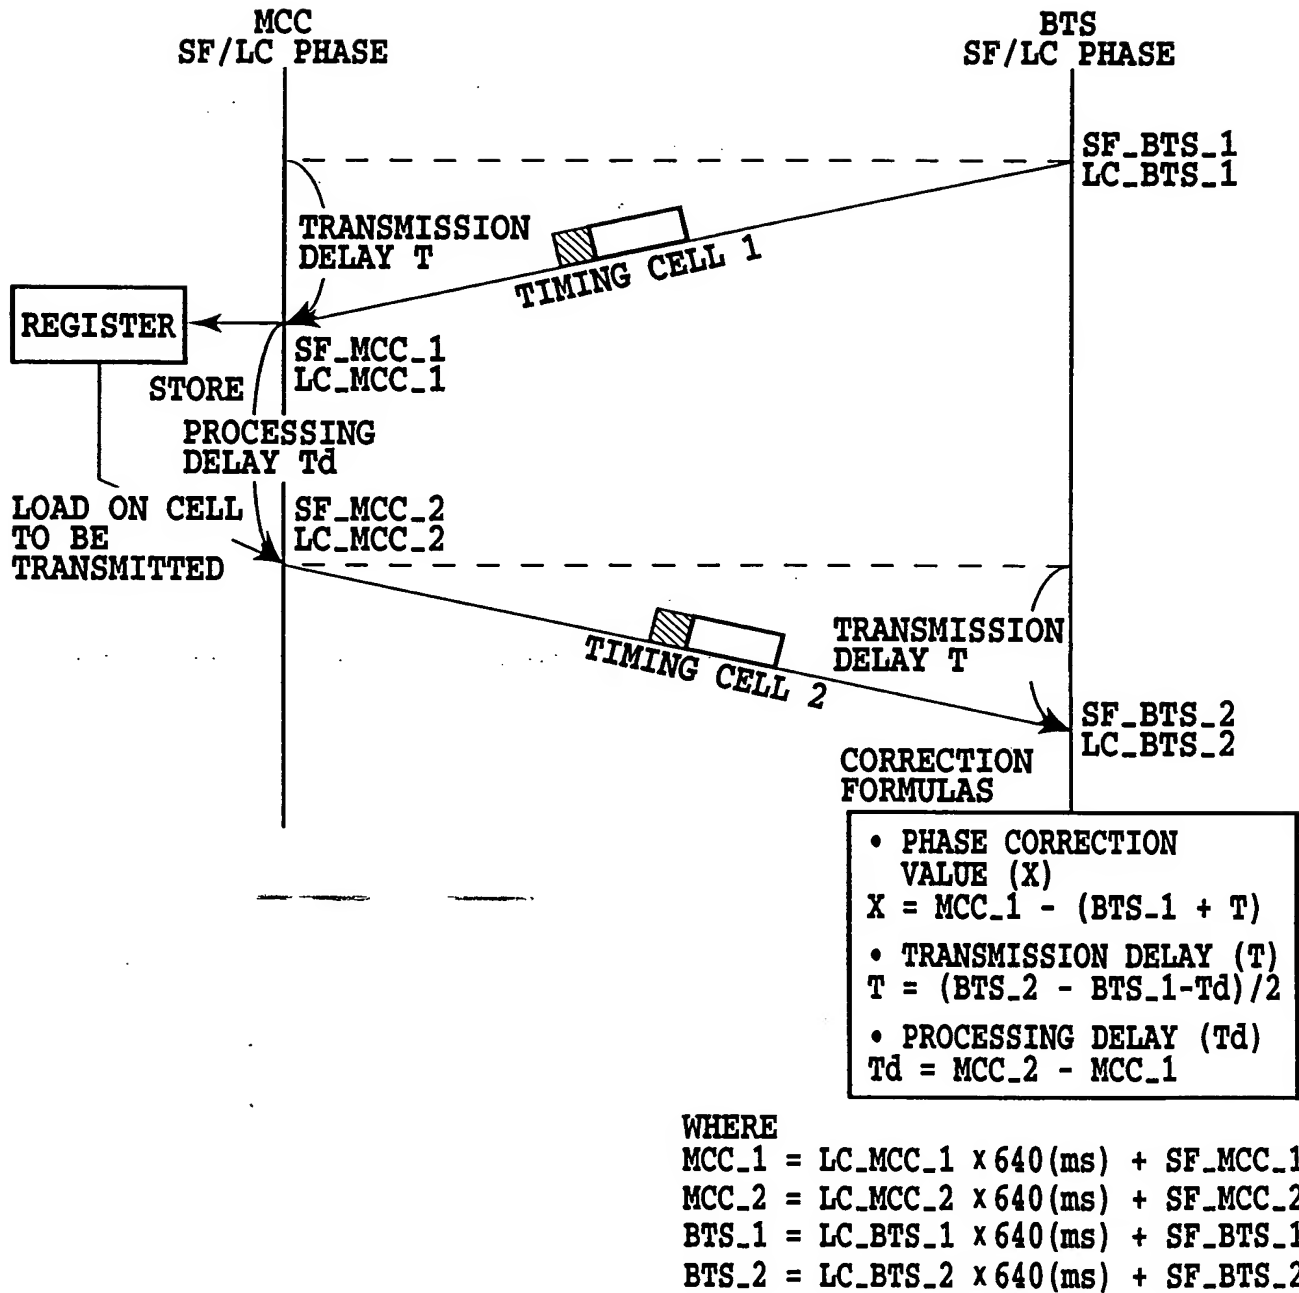 MCC
SF/LC PHASE
BTS
SF/LC PHASE
SF_BTS_1
LC_BTS_1
TRANSMISSION
DELAY T
TIMING CELL 1
REGISTER
SF_MCC_1
LC_MCC_1
STORE
PROCESSING
DELAY Td
LOAD ON CELL
TO BE
TRANSMITTED
SF_MCC_2
LC_MCC_2
TIMING CELL 2
TRANSMISSION
DELAY T
SF_BTS_2
LC_BTS_2
CORRECTION
FORMULAS
• PHASE CORRECTION
VALUE (X)
X = MCC_1 - (BTS_1 + T)
• TRANSMISSION DELAY (T)
T = (BTS_2 - BTS_1-Td)/2
• PROCESSING DELAY (Td)
Td = MCC_2 - MCC_1
WHERE
MCC_1 = LC_MCC_1 x 640(ms) + SF_MCC_1
MCC_2 = LC_MCC_2 x 640(ms) + SF_MCC_2
BTS_1 = LC_BTS_1 x 640(ms) + SF_BTS_1
BTS_2 = LC_BTS_2 x 640(ms) + SF_BTS_2